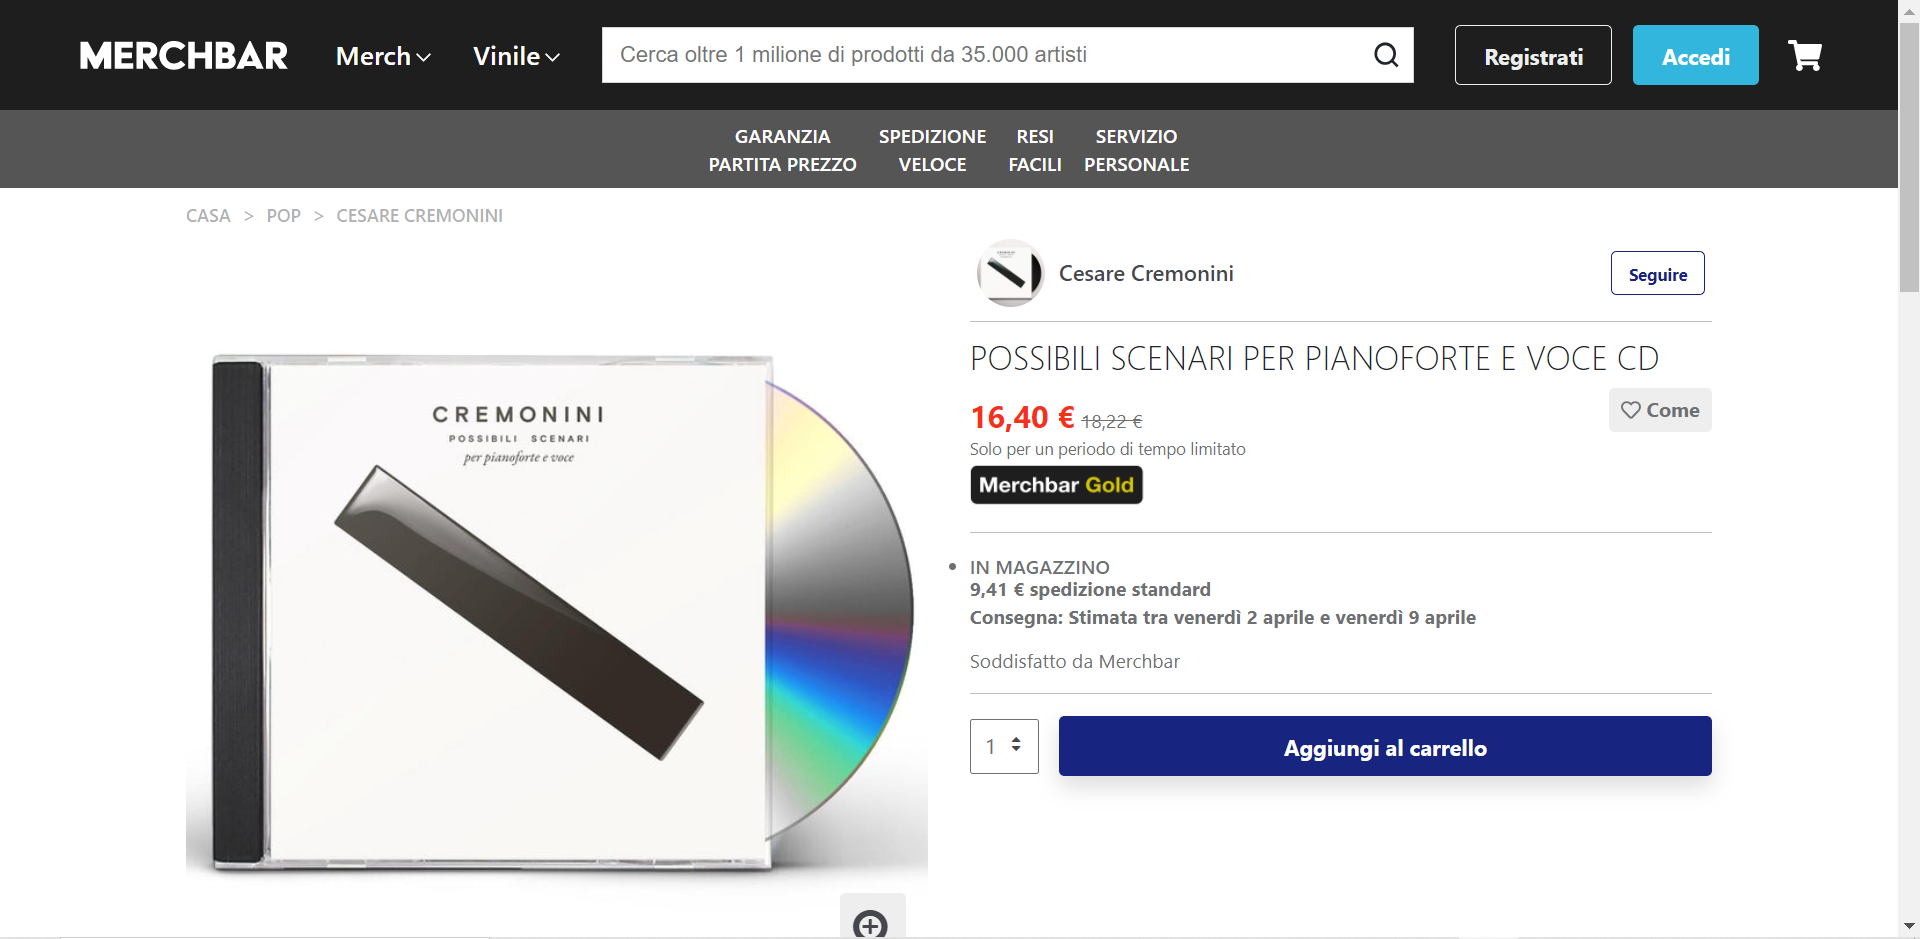 MERCHBAR
Merch
Vinile
Cerca oltre 1 milione di prodotti da 35.000 artisti
Registrati
Accedi
GARANZIA
PARTITA PREZZO
SPEDIZIONE
VELOCE
RESI
FACILI
SERVIZIO
PERSONALE
CASA > POP > CESARE CREMONINI
CREMONINI
POSSIBILI SCENARI
per pianoforte e voce
Cesare Cremonini
Seguire
POSSIBILI SCENARI PER PIANOFORTE E VOCE CD
16,40 € 18,22 €
Come
Solo per un periodo di tempo limitato
Merchbar Gold
IN MAGAZZINO
9,41 € spedizione standard
Consegna: Stimata tra venerdì 2 aprile e venerdì 9 aprile
Soddisfatto da Merchbar
1
Aggiungi al carrello